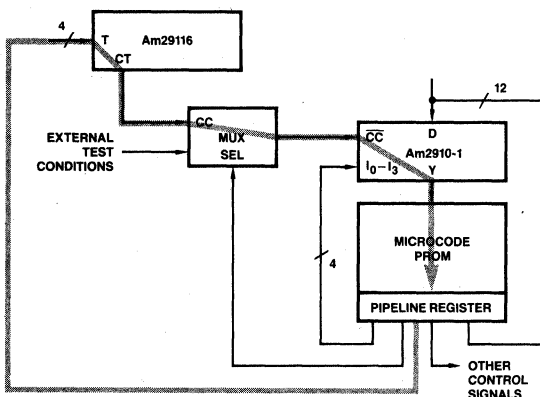 4
T
Am29116
CT
12
CC
MUX
SEL
EXTERNAL
TEST
CONDITIONS
D
CC
Am2910-1
I0–I3
Y
4
MICROCODE
PROM
PIPELINE REGISTER
OTHER
CONTROL
SIGNALS